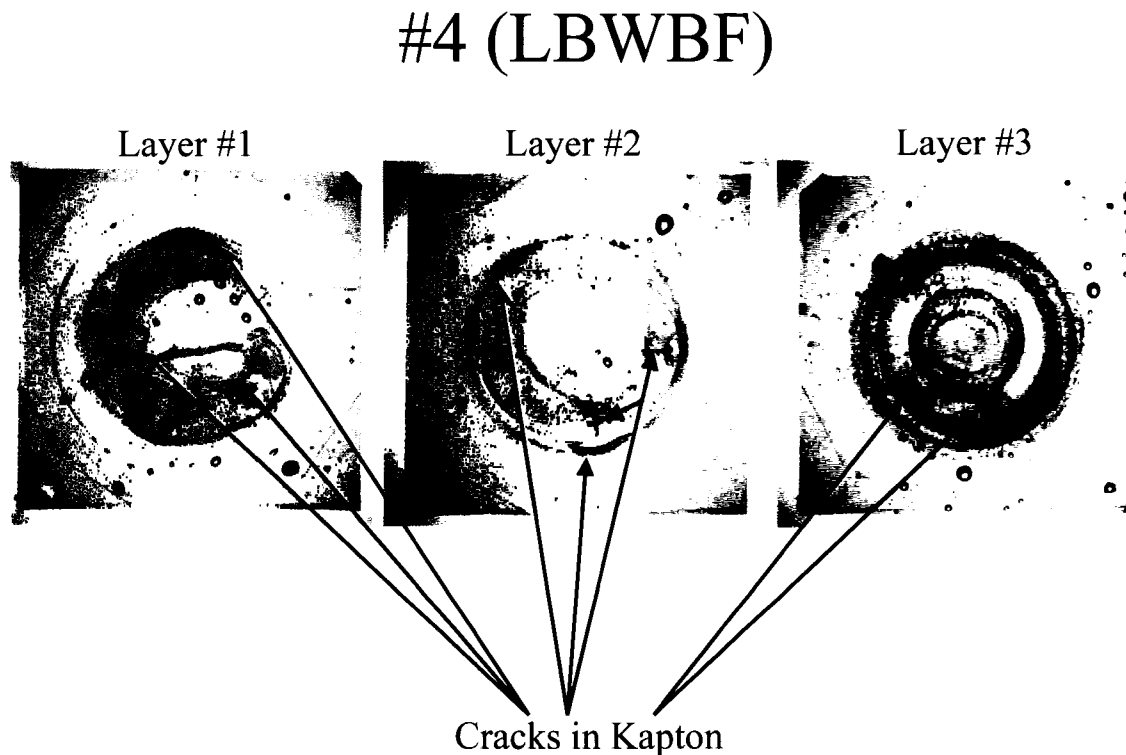 #4 (LBWBF)
Layer #1
Layer #2
Layer #3
Cracks in Kapton